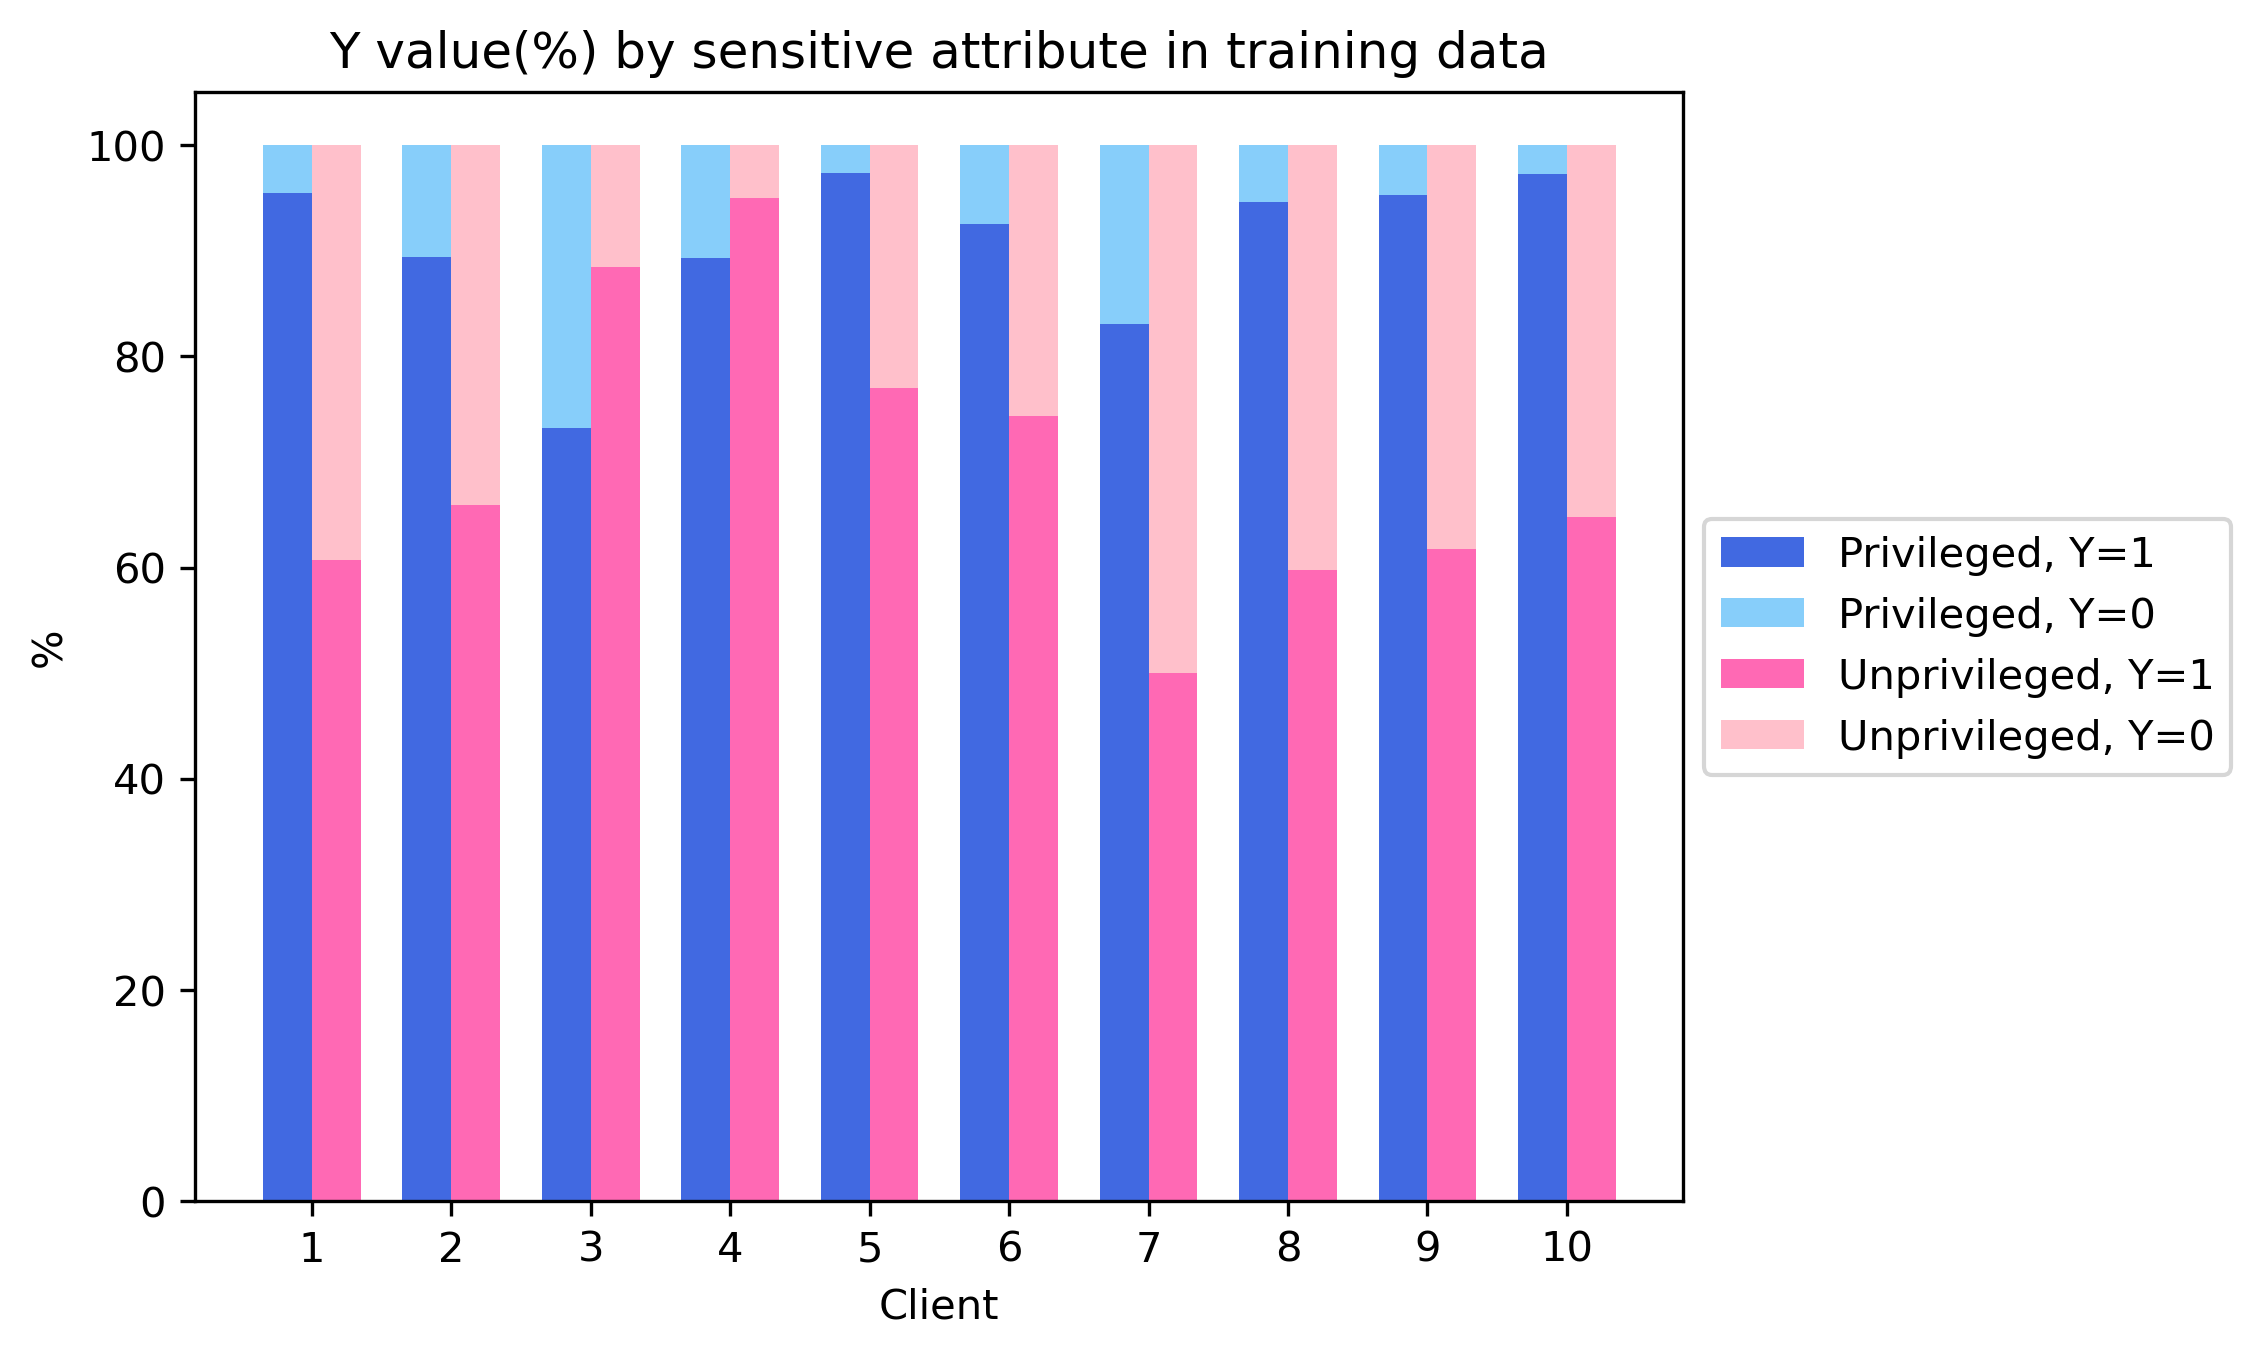 Y value(%) by sensitive attribute in training data
100
80
60
40
20
0
%
1 2 3 4 5 6 7 8 9 10
Client
Privileged, Y=1
Privileged, Y=0
Unprivileged, Y=1
Unprivileged, Y=0